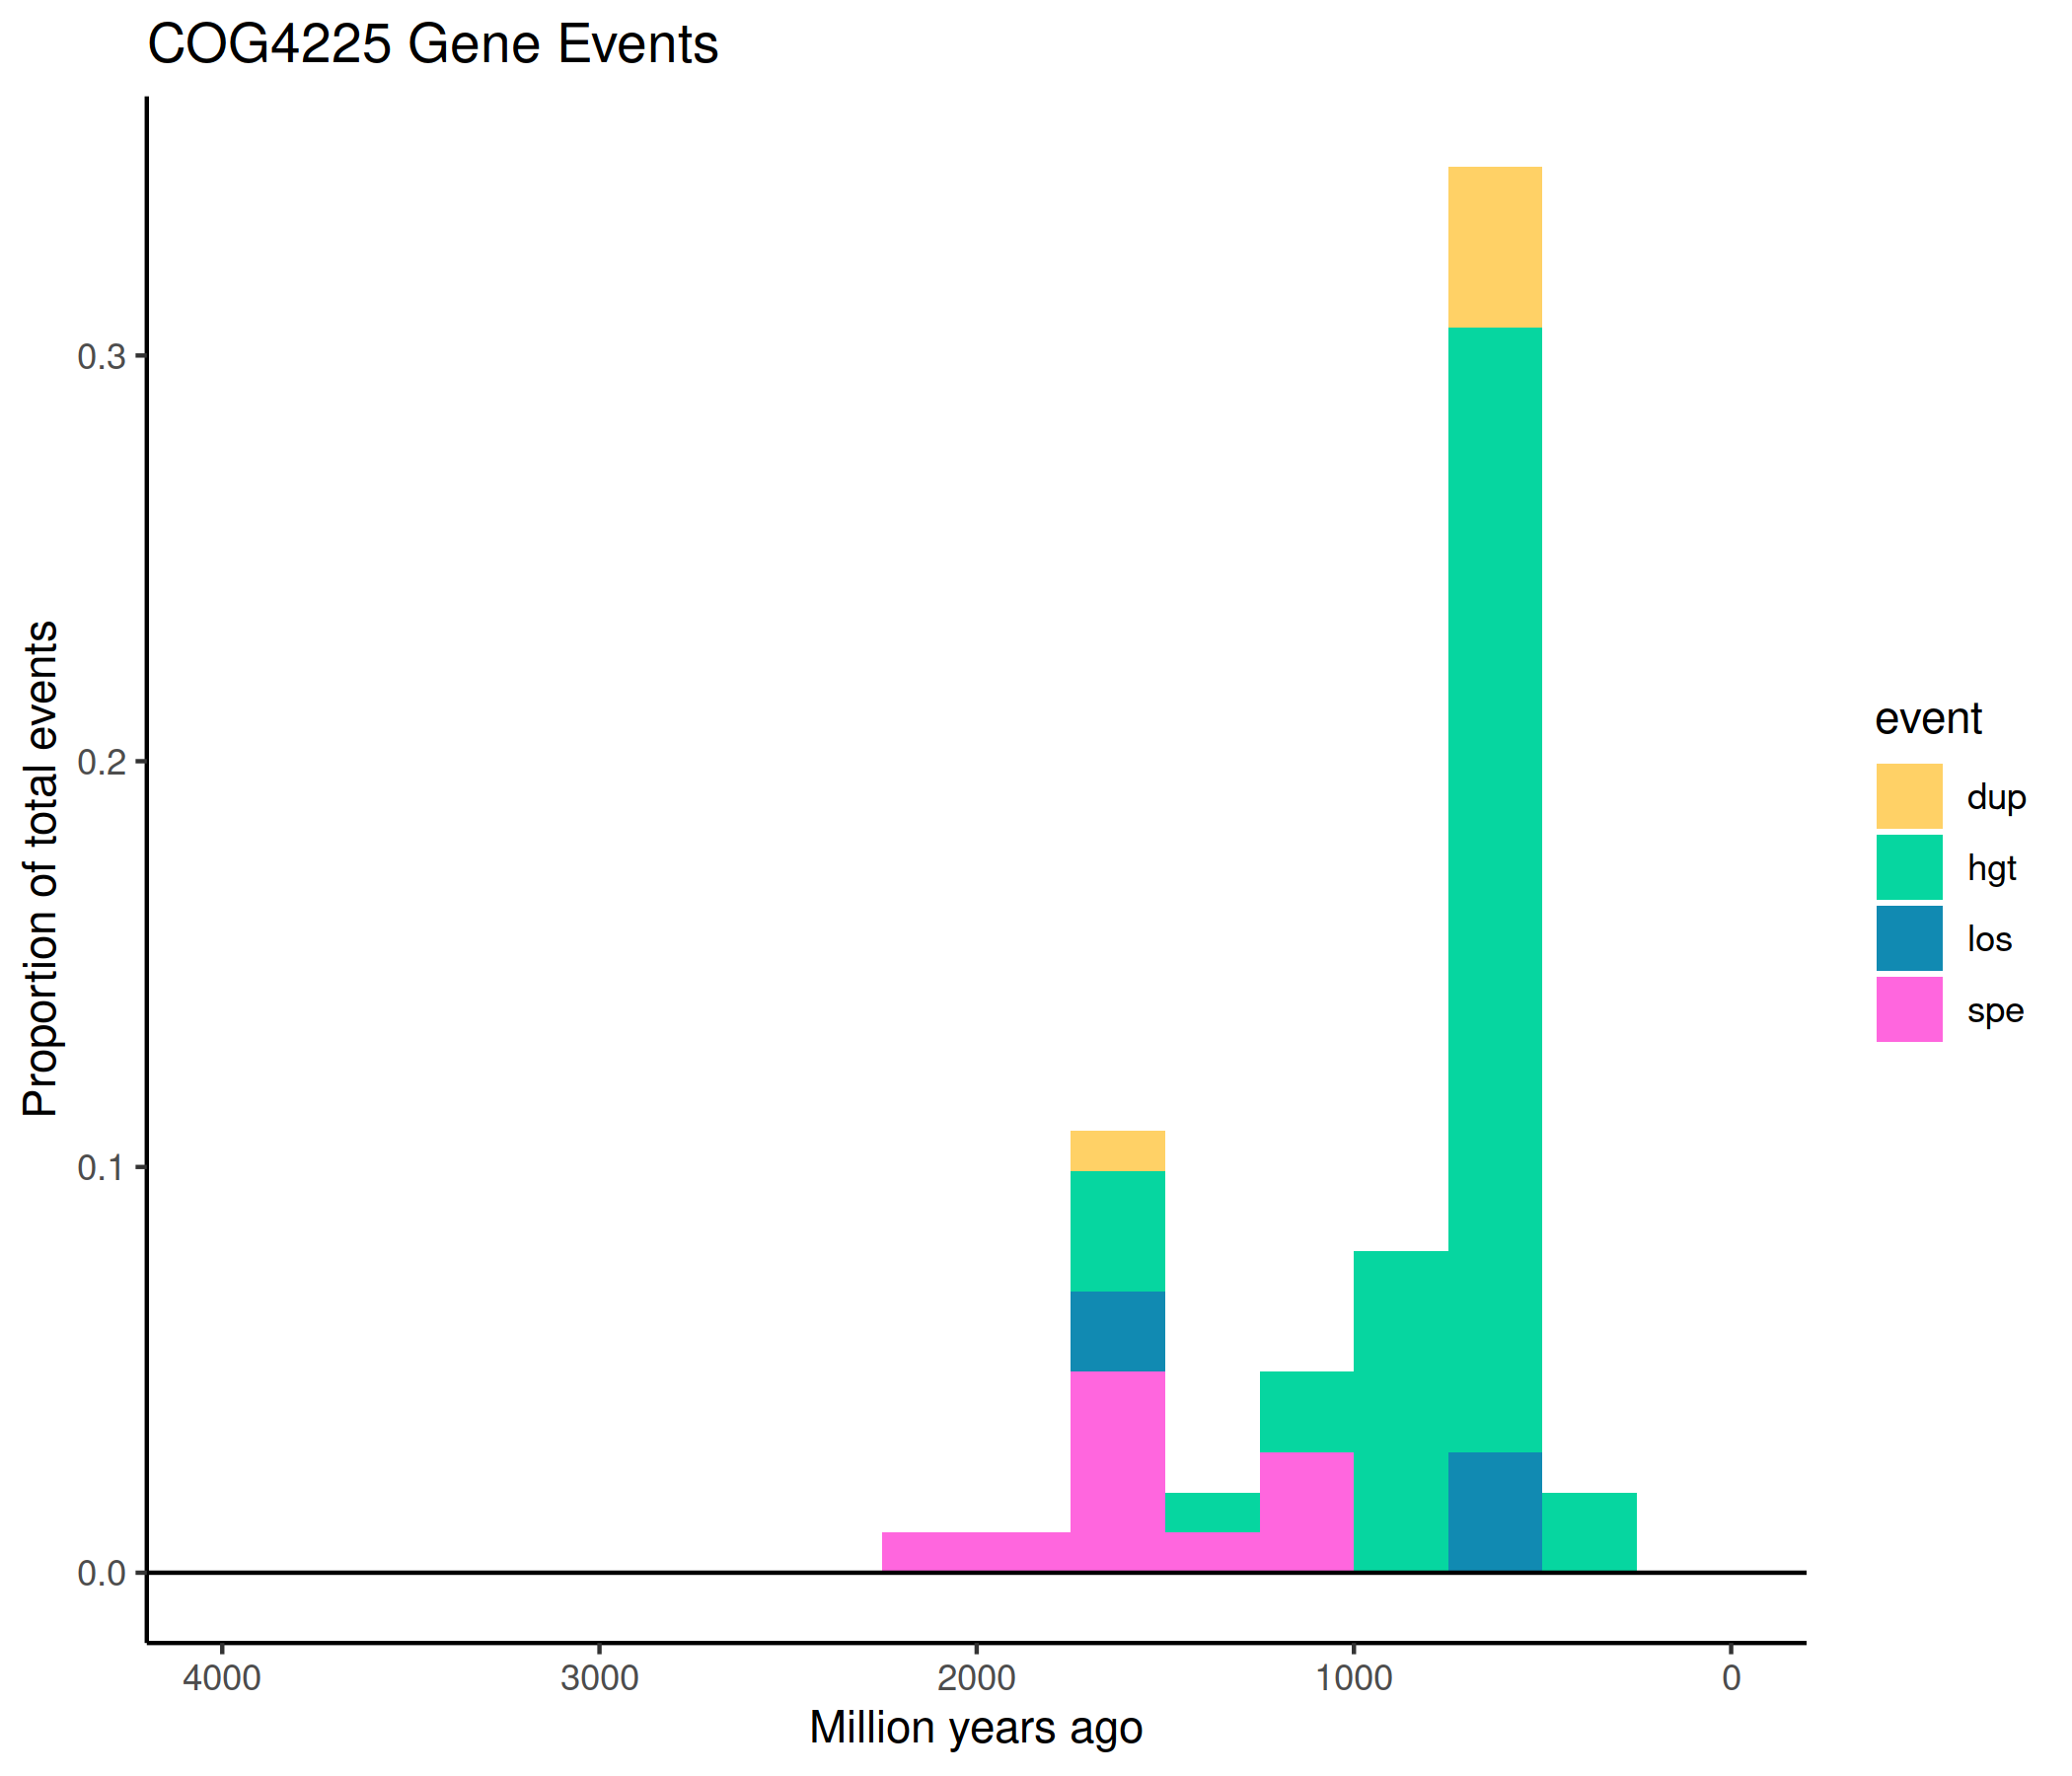 COG4225 Gene Events
Proportion of total events
0.3
0.2
0.1
0.0
4000 3000 2000 1000 0
Million years ago
event
dup
hgt
los
spe